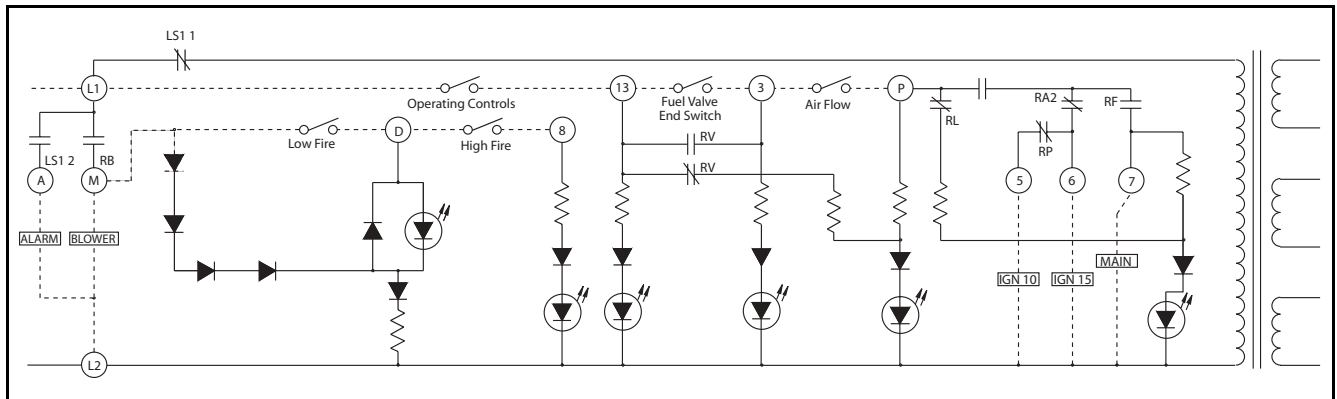 LS1 1
L1
Operating Controls
13
Fuel Valve
End Switch
3
Air Flow
P
RL
RA2
RF
RP
LS1 2
RB
Low Fire
D
High Fire
8
RV
RV
A
M
5
6
7
ALARM
BLOWER
IGN 10
IGN 15
MAIN
L2